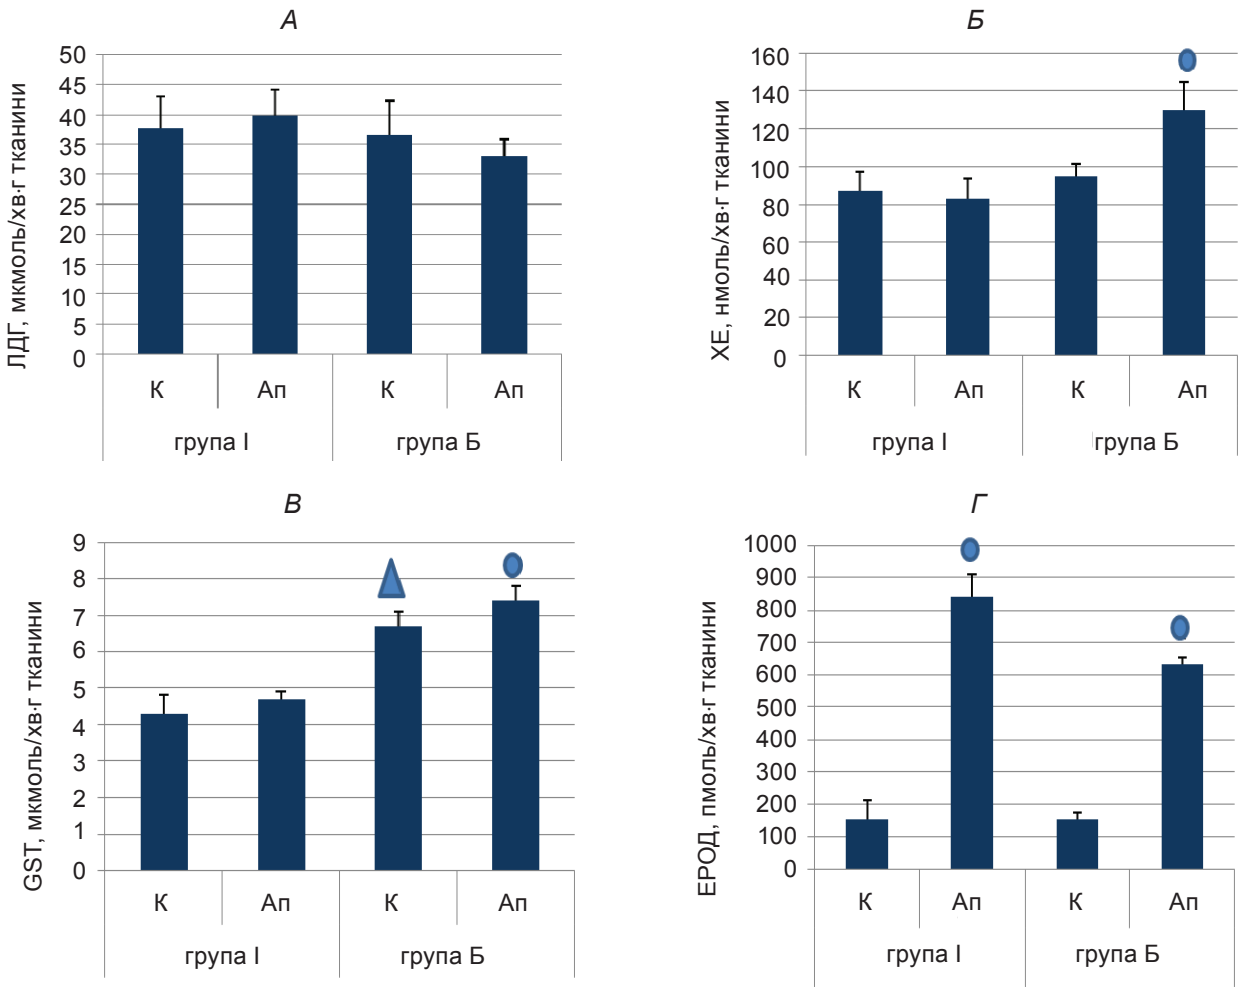 А
ЛДГ, мкмоль/хв·г тканини
50
45
40
35
30
25
20
15
10
5
0
К Ап К Ап
група І група Б
Б
ХЕ, нмоль/хв·г тканини
160
140
120
100
80
60
40
20
0
К Ап К Ап
група І група Б
В
GST, мкмоль/хв·г тканини
9
8
7
6
5
4
3
2
1
0
К Ап К Ап
група І група Б
Г
ЕРОД, пмоль/хв·г тканини
1000
900
800
700
600
500
400
300
200
100
0
К Ап К Ап
група І група Б